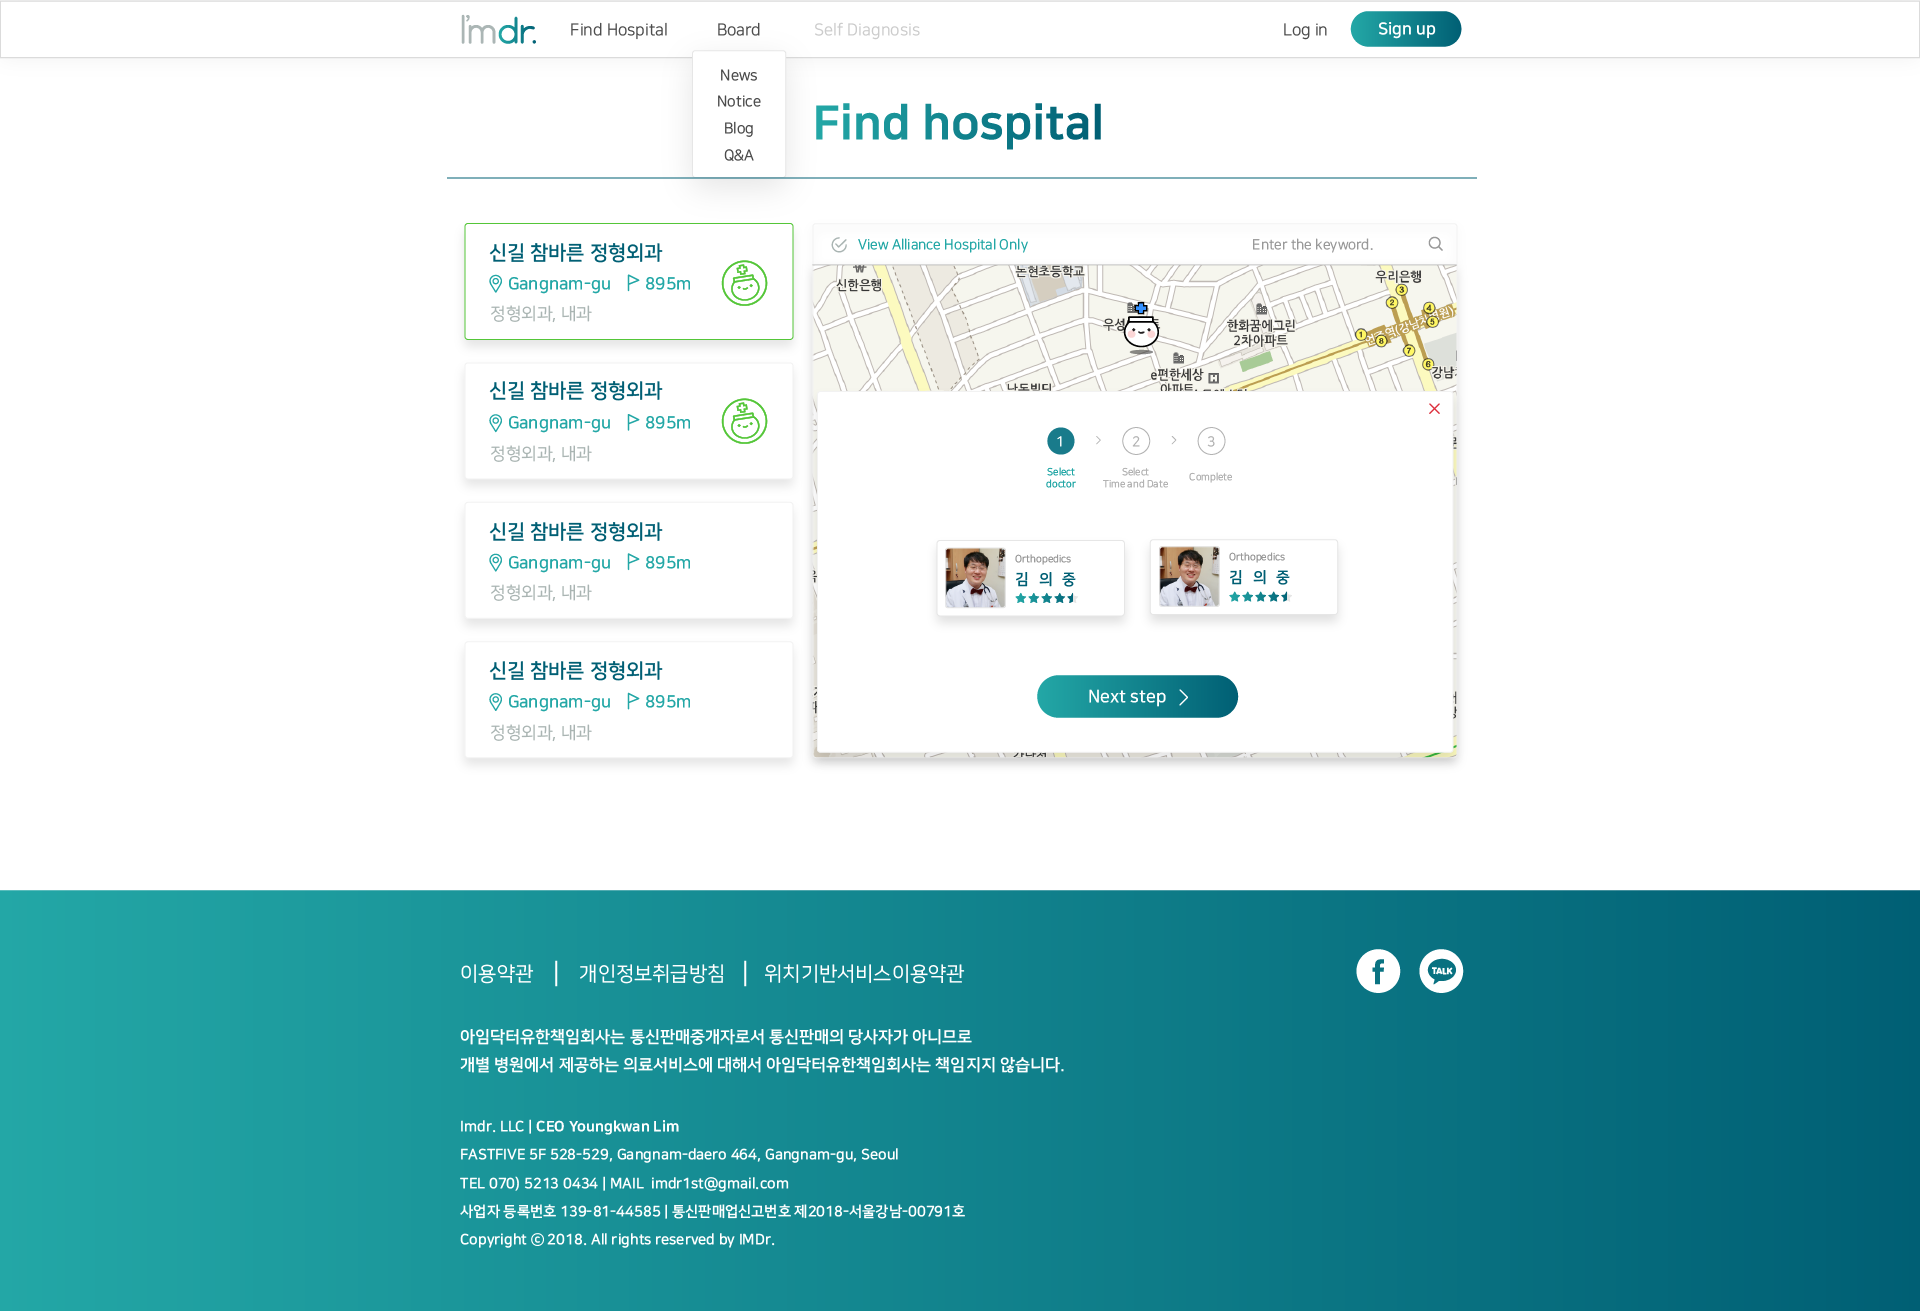 I'mdr.
Find Hospital
Board
Self Diagnosis
Log in
Sign up
News
Notice
Blog
Q&A
Find hospital
신길 참바른 정형외과
Gangnam-gu 895m
정형외과, 내과
신길 참바른 정형외과
Gangnam-gu 895m
정형외과, 내과
신길 참바른 정형외과
Gangnam-gu 895m
정형외과, 내과
신길 참바른 정형외과
Gangnam-gu 895m
정형외과, 내과
View Alliance Hospital Only
Enter the keyword.
신한은행
논현초등학교
우리은행
3
2
4
5
1
8
7
6
한화꿈에그린
2차아파트
e편한세상
아파트
1
2
3
Select
doctor
Select
Time and Date
Complete
Orthopedics
김 의 중
Orthopedics
김 의 중
Next step
이용약관 | 개인정보취급방침 | 위치기반서비스이용약관
f
TALK
아임닥터유한책임회사는 통신판매중개자로서 통신판매의 당사자가 아니므로
개별 병원에서 제공하는 의료서비스에 대해서 아임닥터유한책임회사는 책임지지 않습니다.
Imdr. LLC | CEO Youngkwan Lim
FASTFIVE 5F 528-529, Gangnam-daero 464, Gangnam-gu, Seoul
TEL 070) 5213 0434 | MAIL imdr1st@gmail.com
사업자 등록번호 139-81-44585 | 통신판매업신고번호 제2018-서울강남-00791호
Copyright ⓒ 2018. All rights reserved by IMDr.